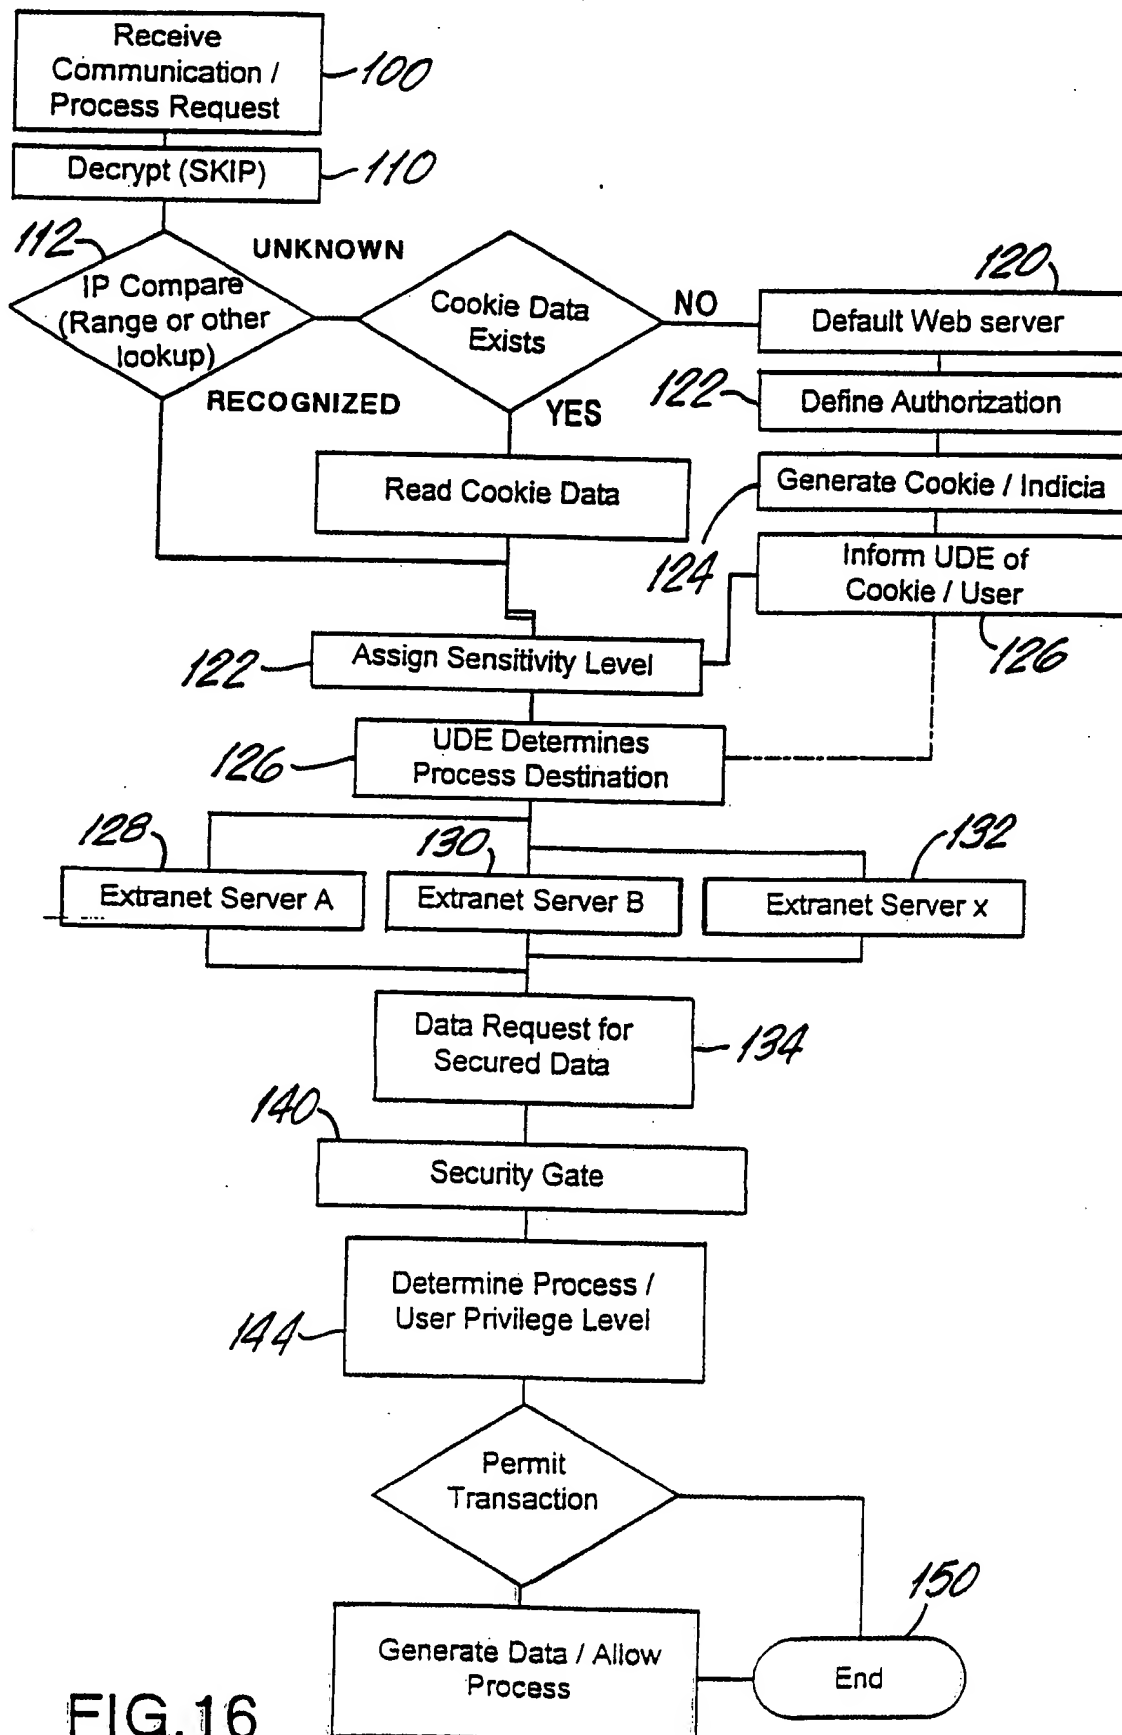 Receive
Communication /
Process Request
100
Decrypt (SKIP)
110
112
UNKNOWN
IP Compare
(Range or other
lookup)
Cookie Data
Exists
NO
120
Default Web server
RECOGNIZED
YES
122
Define Authorization
Read Cookie Data
Generate Cookie / Indicia
124
Inform UDE of
Cookie / User
126
122
Assign Sensitivity Level
126
UDE Determines
Process Destination
128
130
132
Extranet Server A
Extranet Server B
Extranet Server x
Data Request for
Secured Data
134
140
Security Gate
Determine Process /
User Privilege Level
144
Permit
Transaction
150
Generate Data / Allow
Process
End
FIG.16